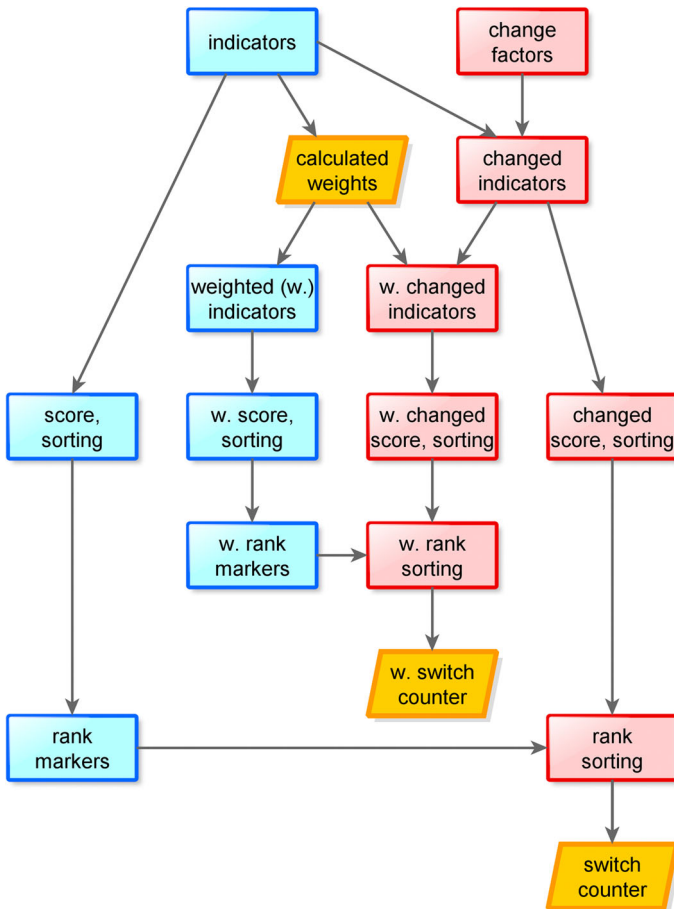 indicators
change
factors
calculated
weights
changed
indicators
weighted (w.)
indicators
w. changed
indicators
score,
sorting
w. score,
sorting
w. changed
score, sorting
changed
score, sorting
w. rank
markers
w. rank
sorting
w. switch
counter
rank
markers
rank
sorting
switch
counter